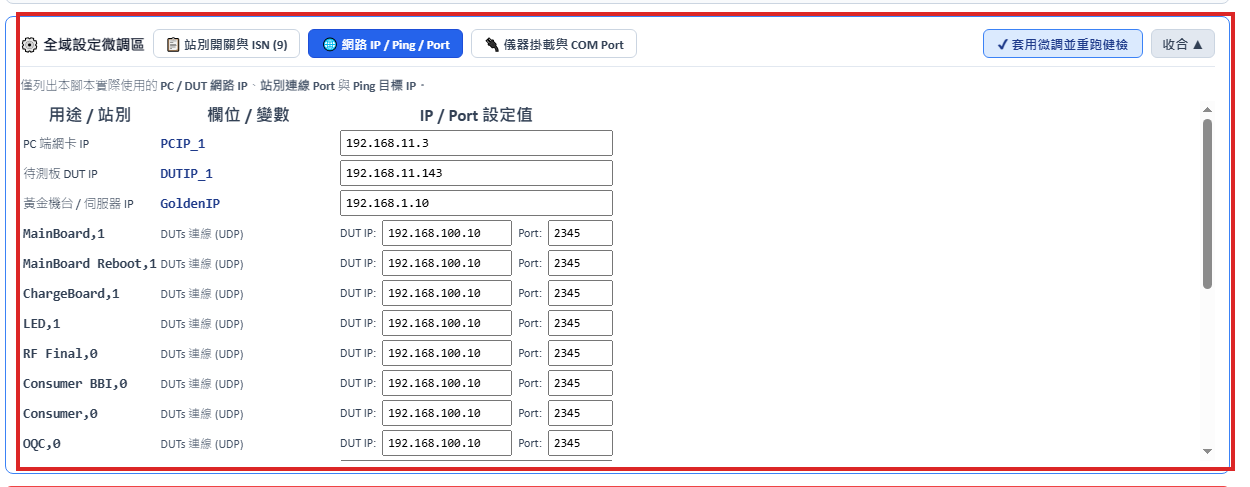 全域設定微調區 站別開關與 ISN (9) 網路 IP / Ping / Port 儀器掛載與 COM Port ✓ 套用微調並重跑健檢 收合 ▲
僅列出本腳本實際使用的 PC / DUT 網路 IP、站別連線 Port 與 Ping 目標 IP。
用途 / 站別 欄位 / 變數 IP / Port 設定值
PC 端網卡 IP PCIP_1 192.168.11.3
待測板 DUT IP DUTIP_1 192.168.11.143
黃金機台 / 伺服器 IP GoldenIP 192.168.1.10
MainBoard,1 DUTs 連線 (UDP) DUT IP: 192.168.100.10 Port: 2345
MainBoard Reboot,1 DUTs 連線 (UDP) DUT IP: 192.168.100.10 Port: 2345
ChargeBoard,1 DUTs 連線 (UDP) DUT IP: 192.168.100.10 Port: 2345
LED,1 DUTs 連線 (UDP) DUT IP: 192.168.100.10 Port: 2345
RF Final,0 DUTs 連線 (UDP) DUT IP: 192.168.100.10 Port: 2345
Consumer BBI,0 DUTs 連線 (UDP) DUT IP: 192.168.100.10 Port: 2345
Consumer,0 DUTs 連線 (UDP) DUT IP: 192.168.100.10 Port: 2345
OQC,0 DUTs 連線 (UDP) DUT IP: 192.168.100.10 Port: 2345